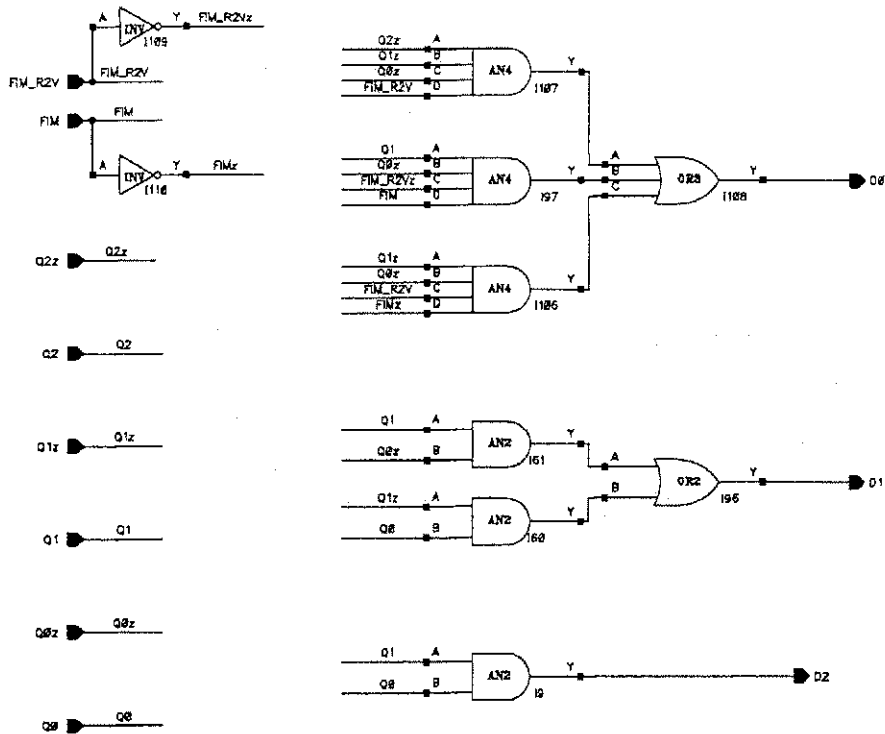 A INV Y FIM_R2Vz
I109
FIM_R2V FIM_R2V
FIM FIM
A INV Y FIMz
I110
Q2z Q2z
Q2 Q2
Q1z Q1z
Q1 Q1
Q0z Q0z
Q0 Q0
Q2z A
Q1z B
Q0z C
FIM_R2V D
AN4 Y
I107
Q1 A
Q0z B
FIM_R2Vz C
FIM D
AN4 Y
I97
Q1z A
Q0z B
FIM_R2V C
FIMz D
AN4 Y
I106
A
B
C
OR3 Y D0
I108
Q1 A
Q0z B
AN2 Y
I61
Q1z A
Q0 B
AN2 Y
I60
A
B
OR2 Y D1
I96
Q1 A
Q0 B
AN2 Y D2
I9